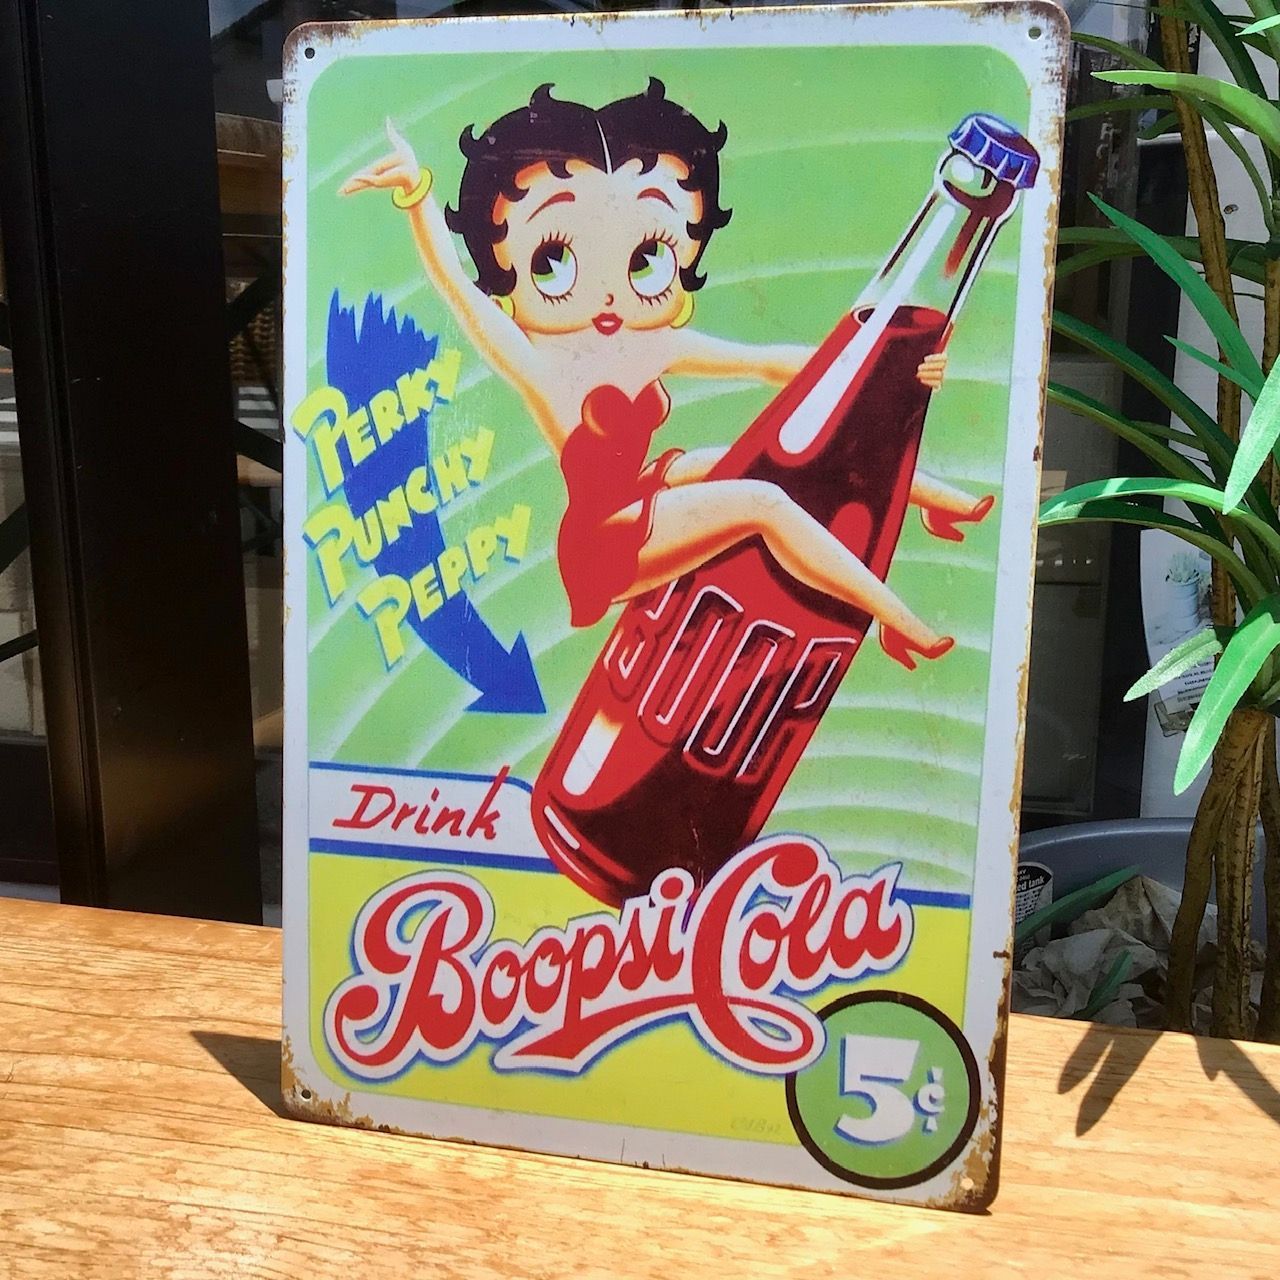 PERKY
PUNCHY
PEPPY
BOOP
Drink
Boopsi Cola
5¢